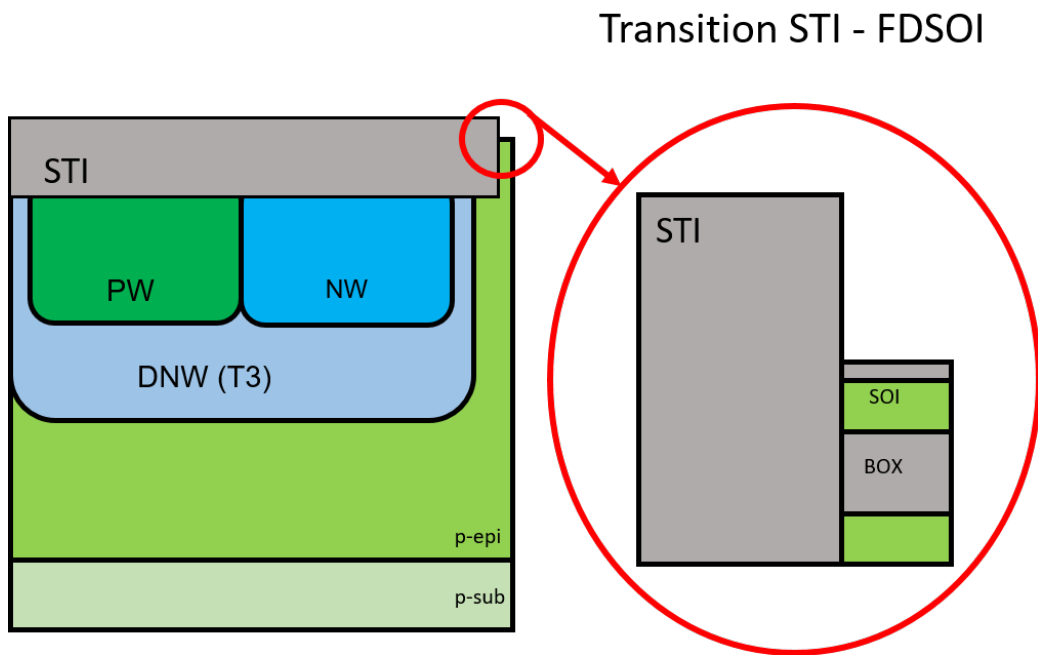 Transition STI - FDSOI
STI
PW
NW
DNW (T3)
p-epi
p-sub
STI
SOI
BOX